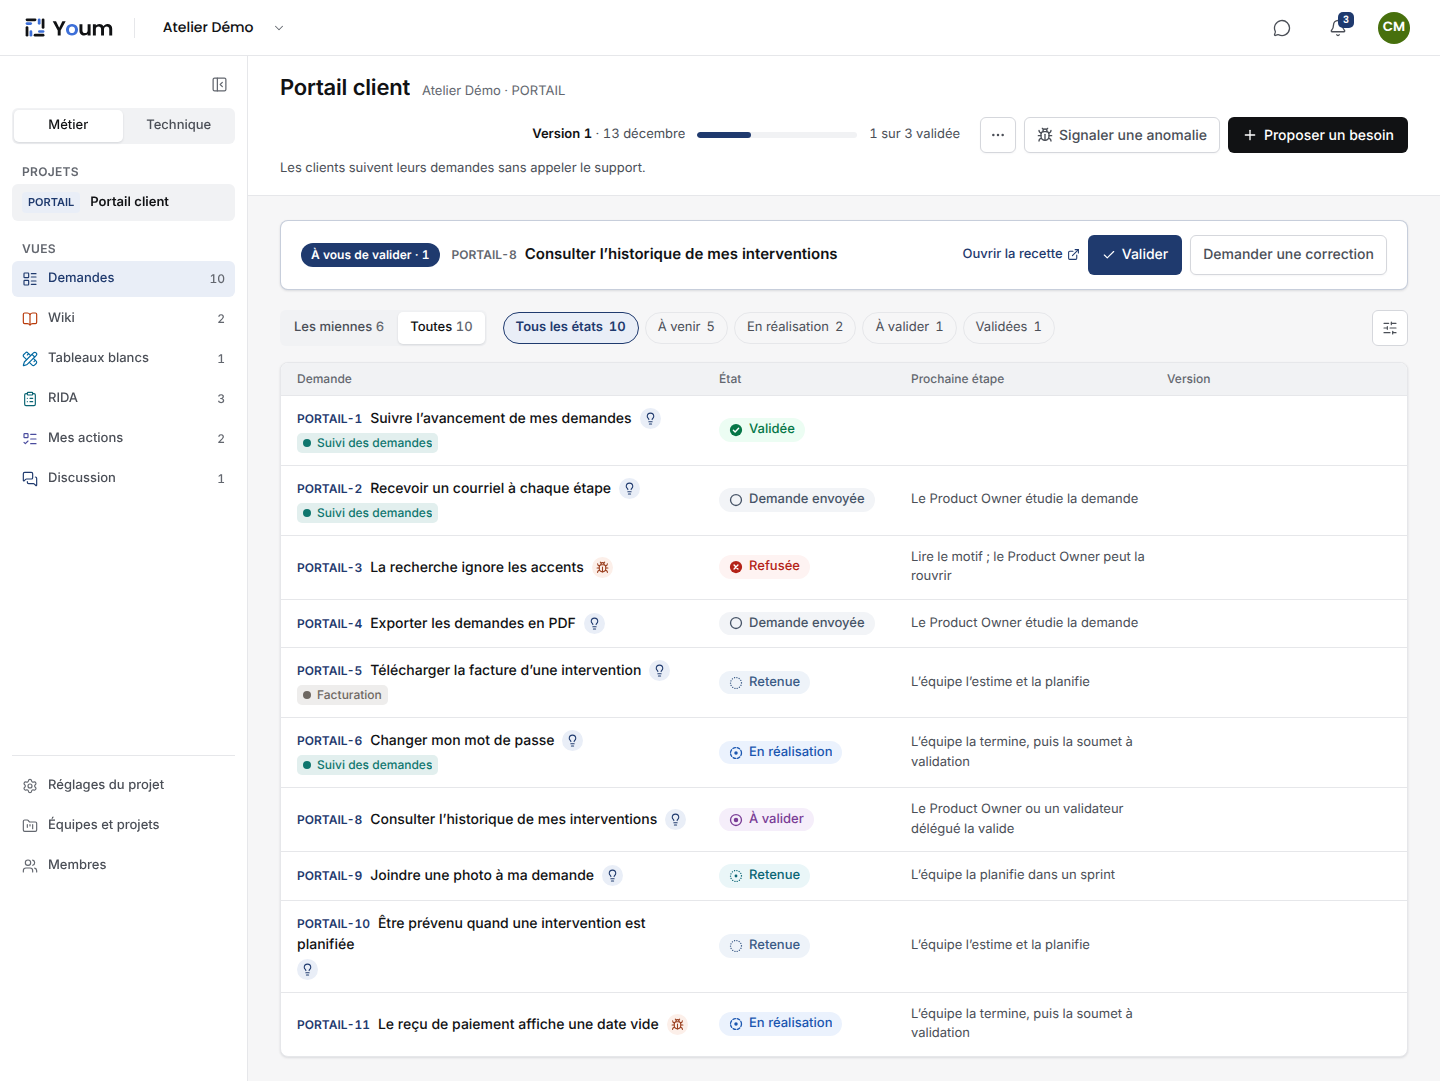 Youm
Atelier Démo
3
CM
Métier
Technique
PROJETS
PORTAIL Portail client
VUES
Demandes 10
Wiki 2
Tableaux blancs 1
RIDA 3
Mes actions 2
Discussion 1
Réglages du projet
Équipes et projets
Membres
Portail client Atelier Démo · PORTAIL
Version 1 · 13 décembre
1 sur 3 validée
Signaler une anomalie
Proposer un besoin
Les clients suivent leurs demandes sans appeler le support.
À vous de valider · 1 PORTAIL-8 Consulter l’historique de mes interventions
Ouvrir la recette
Valider
Demander une correction
Les miennes 6
Toutes 10
Tous les états 10
À venir 5
En réalisation 2
À valider 1
Validées 1
Demande État Prochaine étape Version
PORTAIL-1 Suivre l’avancement de mes demandes
Suivi des demandes
Validée
PORTAIL-2 Recevoir un courriel à chaque étape
Suivi des demandes
Demande envoyée
Le Product Owner étudie la demande
PORTAIL-3 La recherche ignore les accents
Refusée
Lire le motif ; le Product Owner peut la
rouvrir
PORTAIL-4 Exporter les demandes en PDF
Demande envoyée
Le Product Owner étudie la demande
PORTAIL-5 Télécharger la facture d’une intervention
Facturation
Retenue
L’équipe l’estime et la planifie
PORTAIL-6 Changer mon mot de passe
Suivi des demandes
En réalisation
L’équipe la termine, puis la soumet à
validation
PORTAIL-8 Consulter l’historique de mes interventions
À valider
Le Product Owner ou un validateur
délégué la valide
PORTAIL-9 Joindre une photo à ma demande
Retenue
L’équipe la planifie dans un sprint
PORTAIL-10 Être prévenu quand une intervention est
planifiée
Retenue
L’équipe l’estime et la planifie
PORTAIL-11 Le reçu de paiement affiche une date vide
En réalisation
L’équipe la termine, puis la soumet à
validation